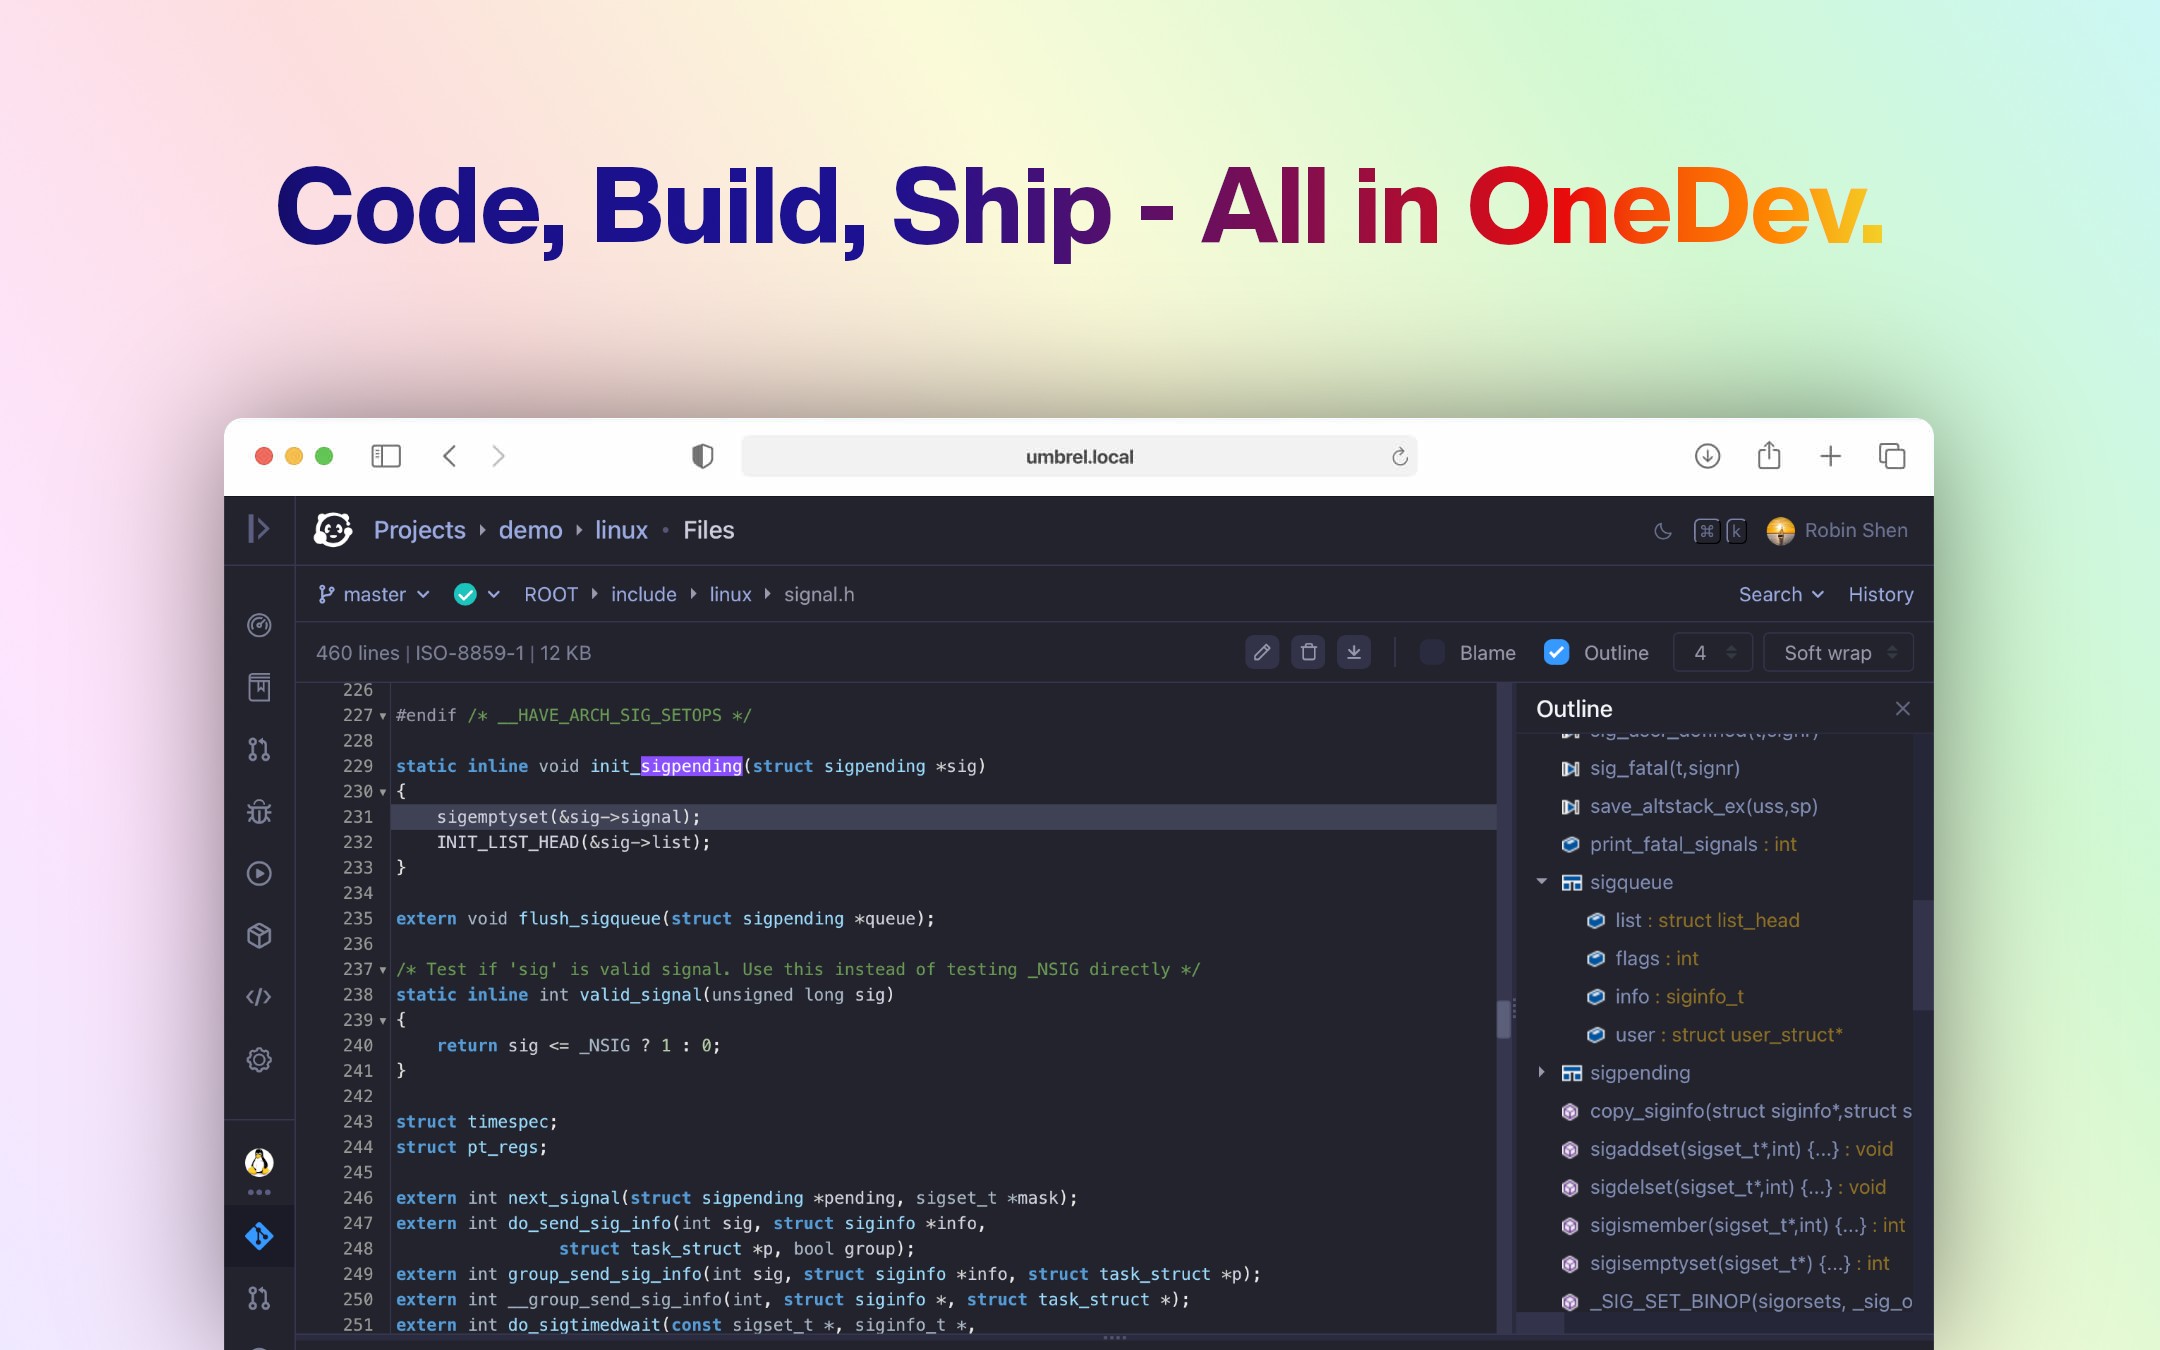 Code, Build, Ship - All in OneDev.
umbrel.local
Projects demo linux • Files
⌘ k Robin Shen
master ROOT include linux signal.h
Search History
460 lines | ISO-8859-1 | 12 KB
Blame Outline 4 Soft wrap
226
227 #endif /* __HAVE_ARCH_SIG_SETOPS */
228
229 static inline void init_sigpending(struct sigpending *sig)
230 {
231     sigemptyset(&sig->signal);
232     INIT_LIST_HEAD(&sig->list);
233 }
234
235 extern void flush_sigqueue(struct sigpending *queue);
236
237 /* Test if 'sig' is valid signal. Use this instead of testing _NSIG directly */
238 static inline int valid_signal(unsigned long sig)
239 {
240     return sig <= _NSIG ? 1 : 0;
241 }
242
243 struct timespec;
244 struct pt_regs;
245
246 extern int next_signal(struct sigpending *pending, sigset_t *mask);
247 extern int do_send_sig_info(int sig, struct siginfo *info,
248                 struct task_struct *p, bool group);
249 extern int group_send_sig_info(int sig, struct siginfo *info, struct task_struct *p);
250 extern int __group_send_sig_info(int, struct siginfo *, struct task_struct *);
251 extern int do_sigtimedwait(const sigset_t *, siginfo_t *,
Outline
sig_user_defined(t,signr)
sig_fatal(t,signr)
save_altstack_ex(uss,sp)
print_fatal_signals : int
sigqueue
list : struct list_head
flags : int
info : siginfo_t
user : struct user_struct*
sigpending
copy_siginfo(struct siginfo*,struct s
sigaddset(sigset_t*,int) {...} : void
sigdelset(sigset_t*,int) {...} : void
sigismember(sigset_t*,int) {...} : int
sigisemptyset(sigset_t*) {...} : int
_SIG_SET_BINOP(sigorsets, _sig_o